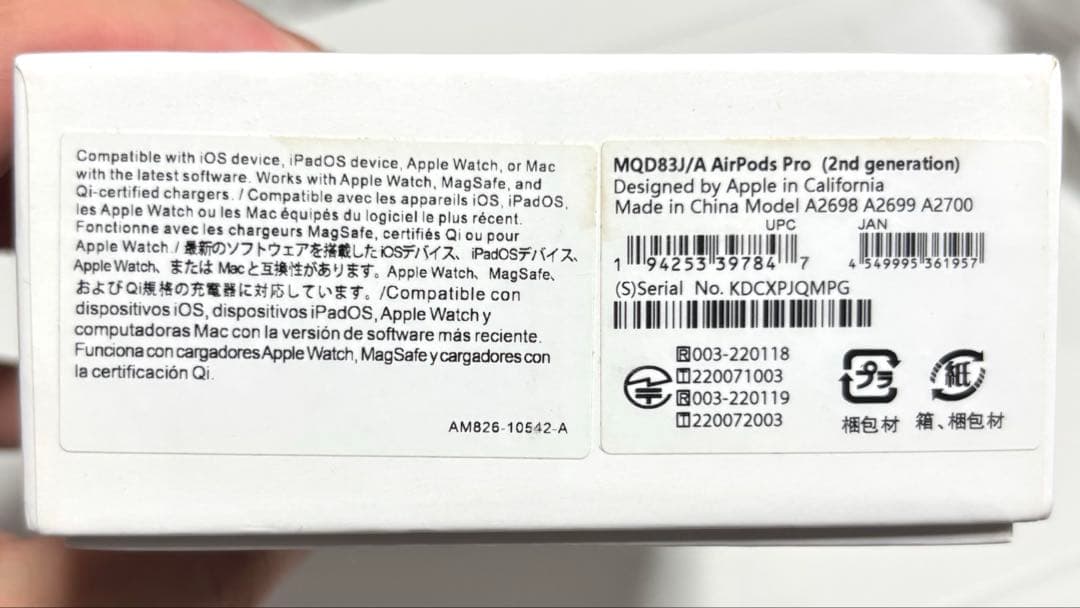 Compatible with iOS device, iPadOS device, Apple Watch, or Mac
with the latest software. Works with Apple Watch, MagSafe, and
Qi-certified chargers. / Compatible avec les appareils iOS, iPadOS,
les Apple Watch ou les Mac équipés du logiciel le plus récent.
Fonctionne avec les chargeurs MagSafe, certifiés Qi ou pour
Apple Watch / 最新のソフトウェアを搭載したiOSデバイス、iPadOSデバイス、
Apple Watch、または Macと互換性があります。Apple Watch、MagSafe、
およびQi規格の充電器に対応しています。/Compatible con
dispositivos iOS, dispositivos iPadOS, Apple Watch y
computadoras Mac con la versión de software más reciente.
Funciona con cargadores Apple Watch, MagSafe y cargadores con
la certificación Qi.
AM826-10542-A
MQD83J/A AirPods Pro (2nd generation)
Designed by Apple in California
Made in China Model A2698 A2699 A2700
UPC JAN
1 94253 39784 7 4 549995 361957
(S)Serial No. KDCXPJQMPG
R003-220118
T220071003
R003-220119
T220072003
プラ 紙
梱包材 箱、梱包材